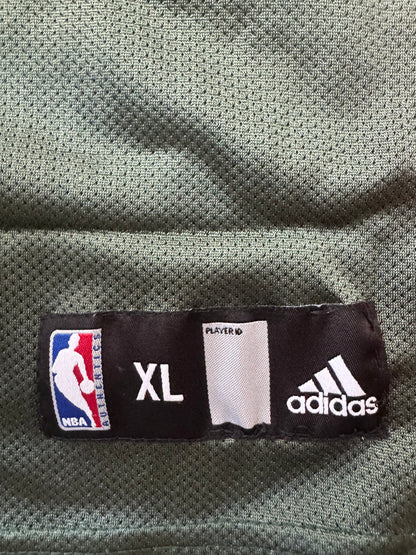 NBA
AUTHENTICS
XL
PLAYER ID
adidas